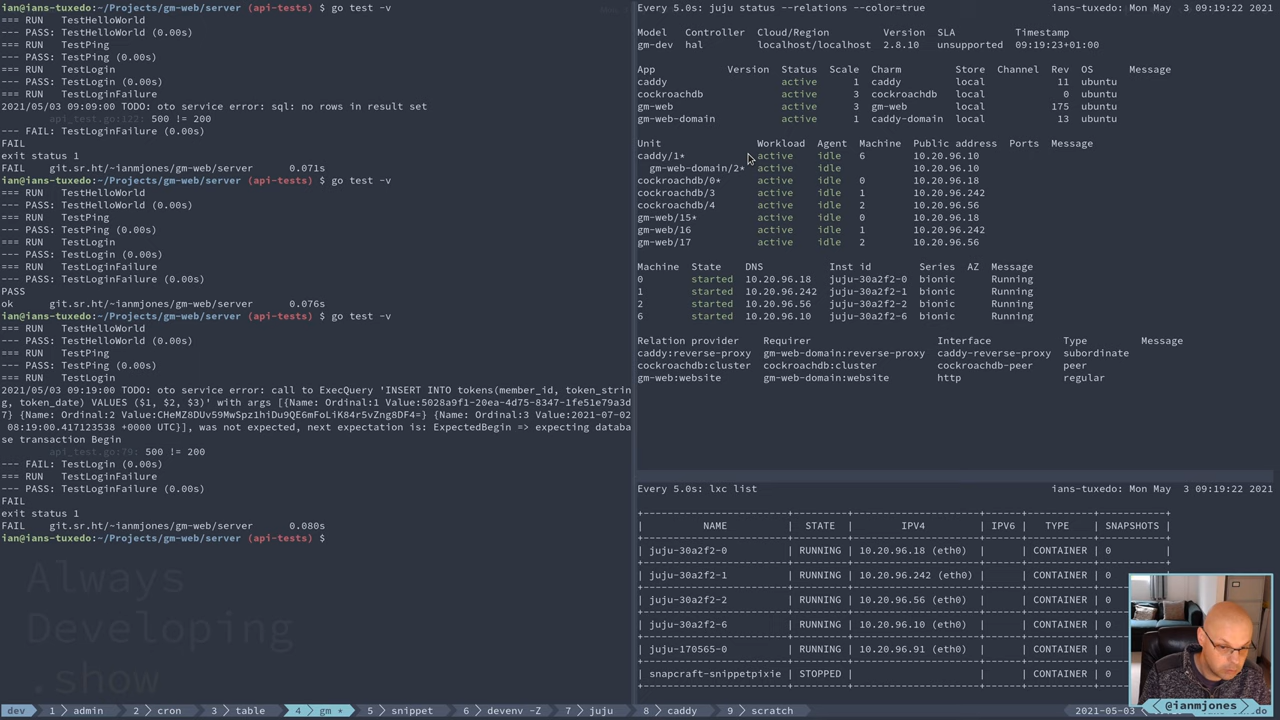 ian@ians-tuxedo:~/Projects/gm-web/server (api-tests) $ go test -v
=== RUN   TestHelloWorld
--- PASS: TestHelloWorld (0.00s)
=== RUN   TestPing
--- PASS: TestPing (0.00s)
=== RUN   TestLogin
--- PASS: TestLogin (0.00s)
=== RUN   TestLoginFailure
2021/05/03 09:09:00 TODO: oto service error: sql: no rows in result set
    api_test.go:122: 500 != 200
--- FAIL: TestLoginFailure (0.00s)
FAIL
exit status 1
FAIL    git.sr.ht/~ianmjones/gm-web/server      0.071s
ian@ians-tuxedo:~/Projects/gm-web/server (api-tests) $ go test -v
=== RUN   TestHelloWorld
--- PASS: TestHelloWorld (0.00s)
=== RUN   TestPing
--- PASS: TestPing (0.00s)
=== RUN   TestLogin
--- PASS: TestLogin (0.00s)
=== RUN   TestLoginFailure
--- PASS: TestLoginFailure (0.00s)
PASS
ok      git.sr.ht/~ianmjones/gm-web/server      0.076s
ian@ians-tuxedo:~/Projects/gm-web/server (api-tests) $ go test -v
=== RUN   TestHelloWorld
--- PASS: TestHelloWorld (0.00s)
=== RUN   TestPing
--- PASS: TestPing (0.00s)
=== RUN   TestLogin
2021/05/03 09:19:00 TODO: oto service error: call to ExecQuery 'INSERT INTO tokens(member_id, token_strin
g, token_date) VALUES ($1, $2, $3)' with args [{Name: Ordinal:1 Value:5028a9f1-20ea-4d75-8347-1fe51e79a3d
7} {Name: Ordinal:2 Value:CHeMZ8DUv59MwSpz1hiDu9QE6mFoLiK84r5vZng8DF4=} {Name: Ordinal:3 Value:2021-07-02
 08:19:00.417123538 +0000 UTC}], was not expected, next expectation is: ExpectedBegin => expecting databa
se transaction Begin
    api_test.go:79: 500 != 200
--- FAIL: TestLogin (0.00s)
=== RUN   TestLoginFailure
--- PASS: TestLoginFailure (0.00s)
FAIL
exit status 1
FAIL    git.sr.ht/~ianmjones/gm-web/server      0.080s
ian@ians-tuxedo:~/Projects/gm-web/server (api-tests) $
Always
Developing
.show
Every 5.0s: juju status --relations --color=true    ians-tuxedo: Mon May  3 09:19:22 2021
Model   Controller  Cloud/Region         Version  SLA          Timestamp
gm-dev  hal         localhost/localhost  2.8.10   unsupported  09:19:23+01:00
App            Version  Status  Scale  Charm         Store  Channel  Rev  OS      Message
caddy                   active      1  caddy         local            11  ubuntu
cockroachdb             active      3  cockroachdb   local             0  ubuntu
gm-web                  active      3  gm-web        local           175  ubuntu
gm-web-domain           active      1  caddy-domain  local            13  ubuntu
Unit               Workload  Agent  Machine  Public address  Ports  Message
caddy/1*           active    idle   6        10.20.96.10
  gm-web-domain/2* active    idle            10.20.96.10
cockroachdb/0*     active    idle   0        10.20.96.18
cockroachdb/3      active    idle   1        10.20.96.242
cockroachdb/4      active    idle   2        10.20.96.56
gm-web/15*         active    idle   0        10.20.96.18
gm-web/16          active    idle   1        10.20.96.242
gm-web/17          active    idle   2        10.20.96.56
Machine  State    DNS           Inst id        Series  AZ  Message
0        started  10.20.96.18   juju-30a2f2-0  bionic      Running
1        started  10.20.96.242  juju-30a2f2-1  bionic      Running
2        started  10.20.96.56   juju-30a2f2-2  bionic      Running
6        started  10.20.96.10   juju-30a2f2-6  bionic      Running
Relation provider    Requirer                     Interface            Type         Message
caddy:reverse-proxy  gm-web-domain:reverse-proxy  caddy-reverse-proxy  subordinate
cockroachdb:cluster  cockroachdb:cluster          cockroachdb-peer     peer
gm-web:website       gm-web-domain:website        http                 regular
Every 5.0s: lxc list    ians-tuxedo: Mon May  3 09:19:22 2021
| NAME | STATE | IPV4 | IPV6 | TYPE | SNAPSHOTS |
| juju-30a2f2-0 | RUNNING | 10.20.96.18 (eth0) | | CONTAINER | 0 |
| juju-30a2f2-1 | RUNNING | 10.20.96.242 (eth0) | | CONTAINER | 0
| juju-30a2f2-2 | RUNNING | 10.20.96.56 (eth0) | | CONTAINER | 0
| juju-30a2f2-6 | RUNNING | 10.20.96.10 (eth0) | | CONTAINER | 0
| juju-170565-0 | RUNNING | 10.20.96.91 (eth0) | | CONTAINER | 0
| snapcraft-snippetpixie | STOPPED | | | CONTAINER | 0
dev  1 admin  2 cron  3 table  4 gm *  5 snippet  6 devenv -Z  7 juju  8 caddy  9 scratch  2021-05-03
@ianmjones